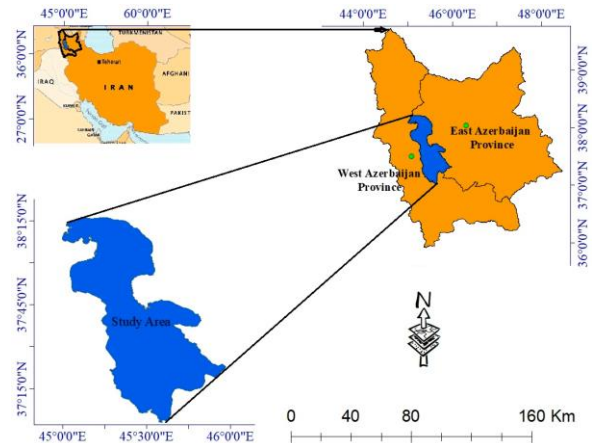 45°0'0"E 60°0'0"E
36°0'0"N
27°0'0"N
TURKMENISTAN
Tehran
IRAQ
IRAN
AFGHANI
PAKIST
44°0'0"E 46°0'0"E 48°0'0"E
39°0'0"N
38°0'0"N
37°0'0"N
36°0'0"N
East Azerbaijan
Province
West Azerbaijan
Province
38°15'0"N
37°45'0"N
37°15'0"N
Study Area
45°0'0"E 45°30'0"E 46°0'0"E
N
0 40 80 160 Km